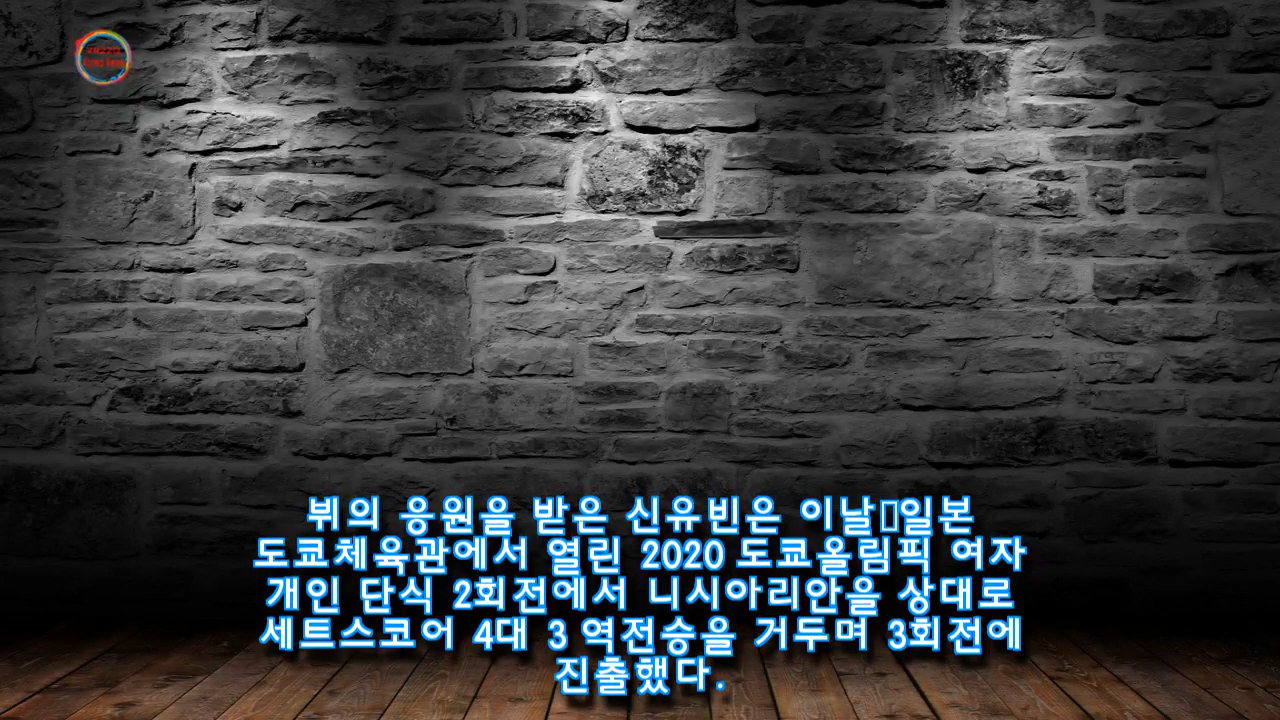 뷔의 응원을 받은 신유빈은 이날 일본
도쿄체육관에서 열린 2020 도쿄올림픽 여자
개인 단식 2회전에서 니시아리안을 상대로
세트스코어 4대 3 역전승을 거두며 3회전에
진출했다.